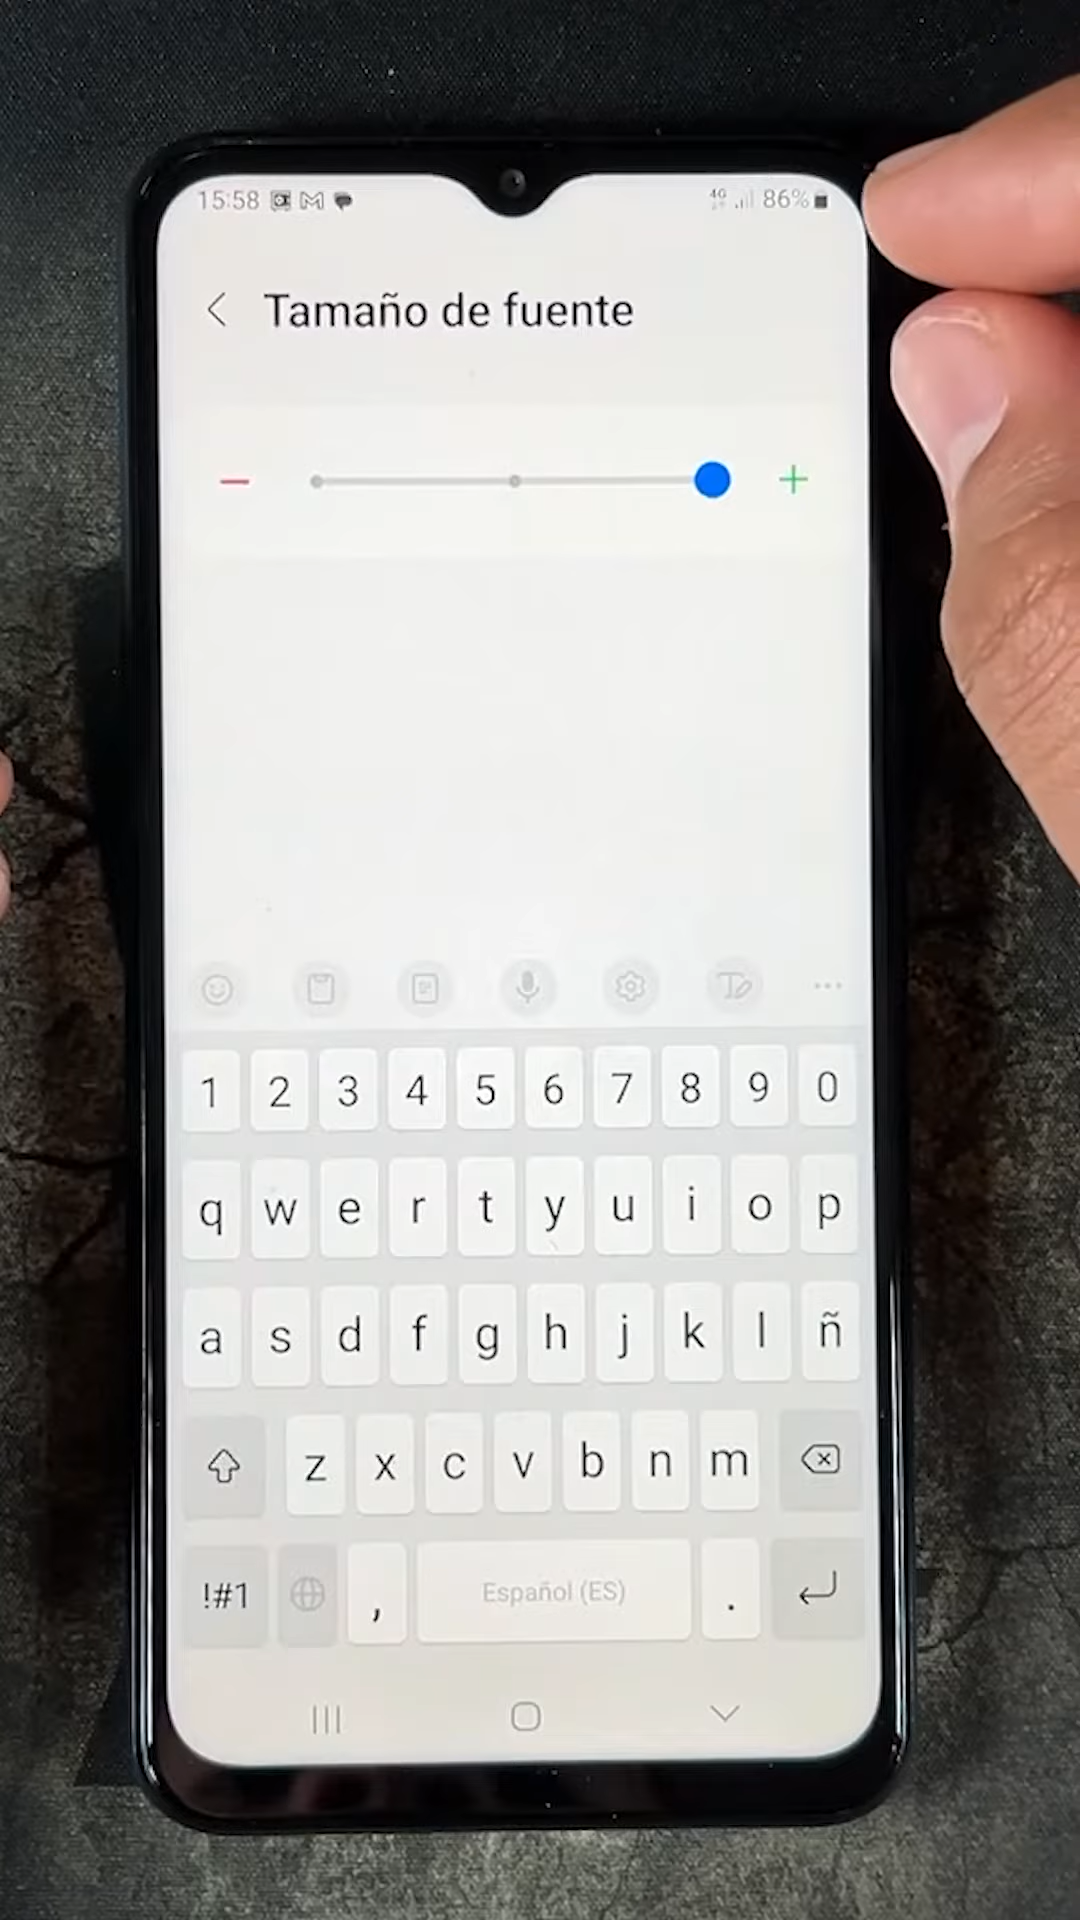 15:58 4G 86%
Tamaño de fuente
1 2 3 4 5 6 7 8 9 0
q w e r t y u i o p
a s d f g h j k l ñ
z x c v b n m
!#1 , Español (ES) .